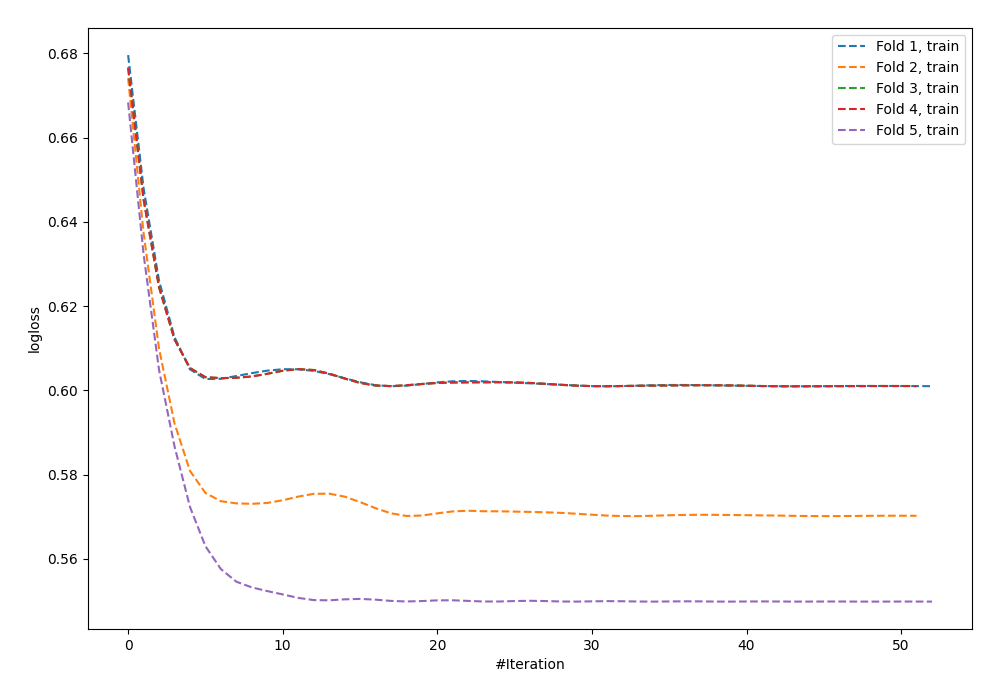 0.68
0.66
0.64
0.62
0.60
0.58
0.56
logloss
0 10 20 30 40 50
#Iteration
Fold 1, train
Fold 2, train
Fold 3, train
Fold 4, train
Fold 5, train